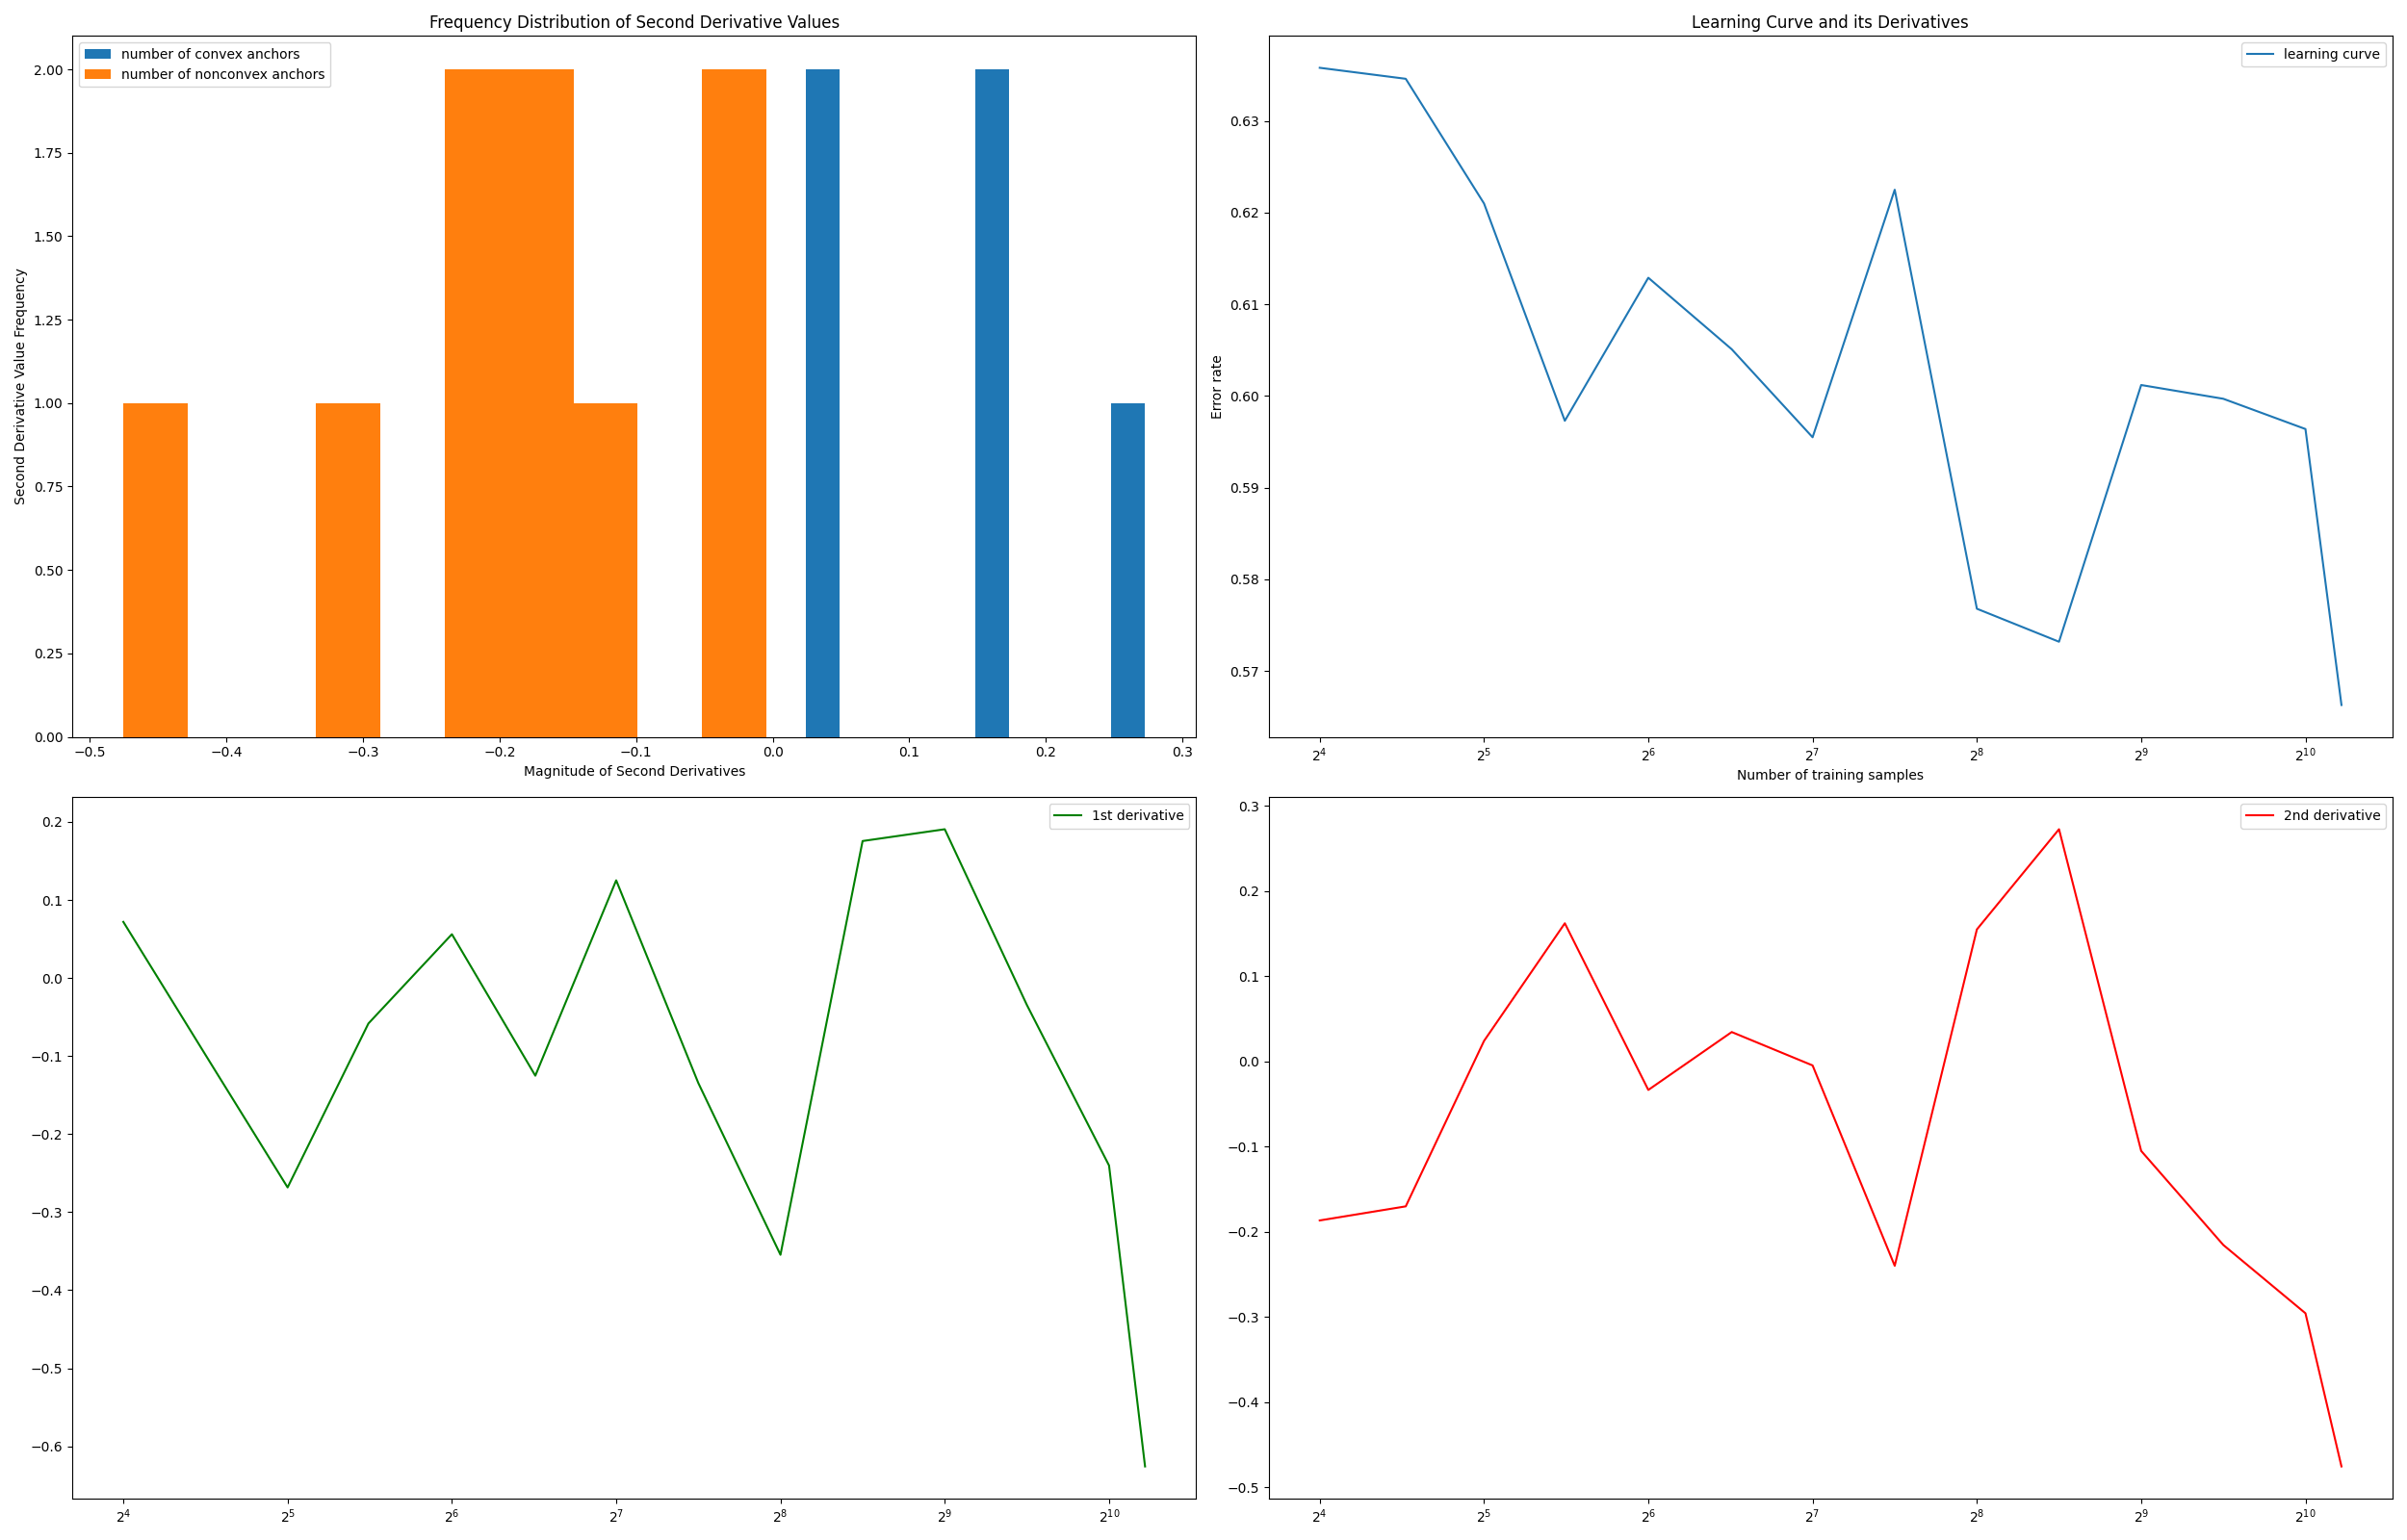 Frequency Distribution of Second Derivative Values
number of convex anchors
number of nonconvex anchors
Second Derivative Value Frequency
2.00
1.75
1.50
1.25
1.00
0.75
0.50
0.25
0.00
−0.5 −0.4 −0.3 −0.2 −0.1 0.0 0.1 0.2 0.3
Magnitude of Second Derivatives
Learning Curve and its Derivatives
learning curve
Error rate
0.63
0.62
0.61
0.60
0.59
0.58
0.57
2⁴ 2⁵ 2⁶ 2⁷ 2⁸ 2⁹ 2¹⁰
Number of training samples
1st derivative
0.2
0.1
0.0
−0.1
−0.2
−0.3
−0.4
−0.5
−0.6
2⁴ 2⁵ 2⁶ 2⁷ 2⁸ 2⁹ 2¹⁰
2nd derivative
0.3
0.2
0.1
0.0
−0.1
−0.2
−0.3
−0.4
−0.5
2⁴ 2⁵ 2⁶ 2⁷ 2⁸ 2⁹ 2¹⁰